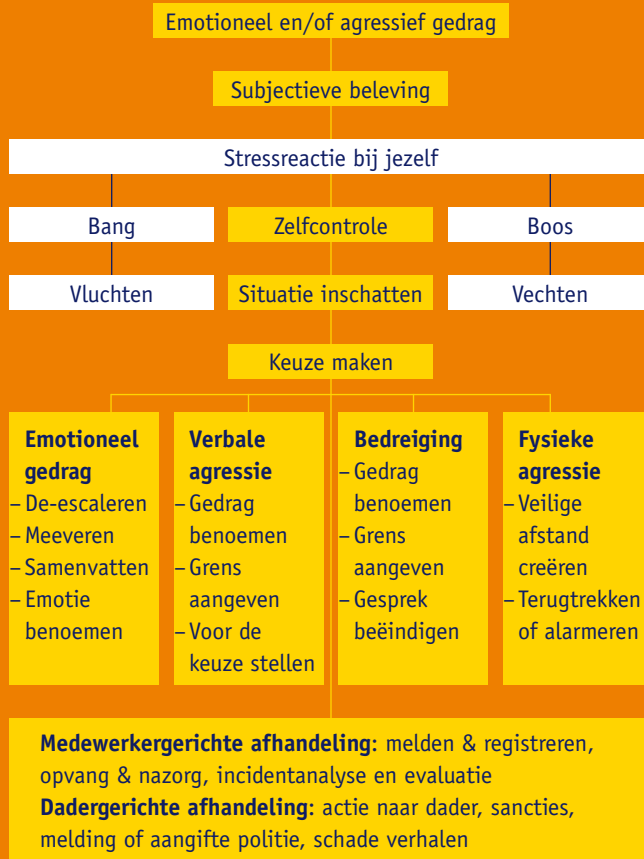 Emotioneel en/of agressief gedrag
Subjectieve beleving
Stressreactie bij jezelf
Bang
Zelfcontrole
Boos
Vluchten
Situatie inschatten
Vechten
Keuze maken
Emotioneel
gedrag
– De-escaleren
– Meeveren
– Samenvatten
– Emotie
benoemen
Verbale
agressie
– Gedrag
benoemen
– Grens
aangeven
– Voor de
keuze stellen
Bedreiging
– Gedrag
benoemen
– Grens
aangeven
– Gesprek
beëindigen
Fysieke
agressie
– Veilige
afstand
creëren
– Terugtrekken
of alarmeren
Medewerkergerichte afhandeling: melden & registreren,
opvang & nazorg, incidentanalyse en evaluatie
Dadergerichte afhandeling: actie naar dader, sancties,
melding of aangifte politie, schade verhalen